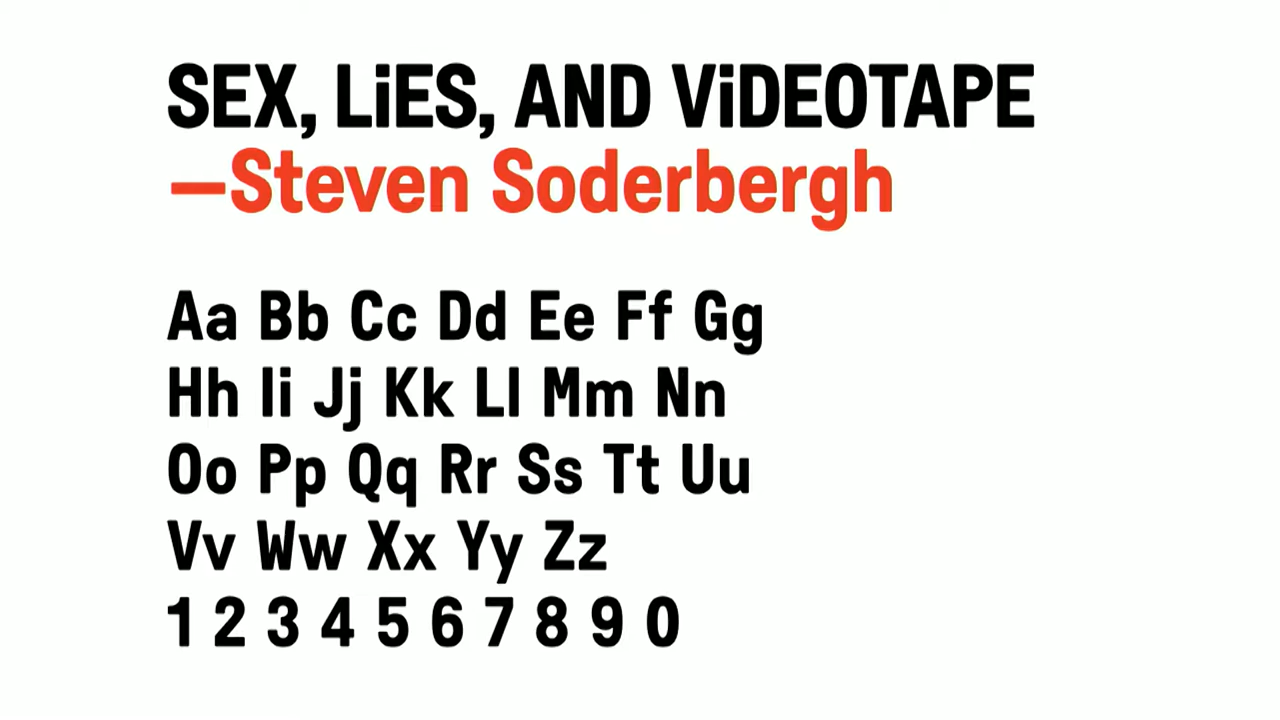 SEX, LiES, AND ViDEOTAPE
—Steven Soderbergh
Aa Bb Cc Dd Ee Ff Gg
Hh Ii Jj Kk Ll Mm Nn
Oo Pp Qq Rr Ss Tt Uu
Vv Ww Xx Yy Zz
1 2 3 4 5 6 7 8 9 0